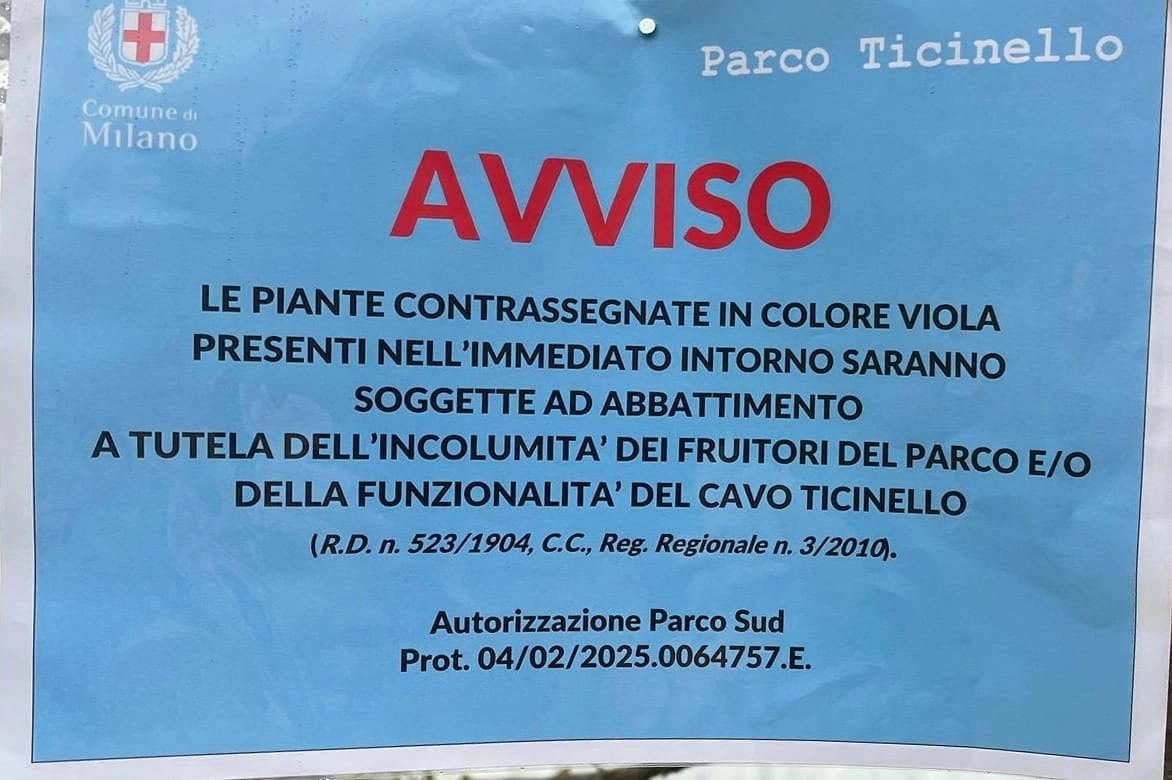 Comune di
Milano
Parco Ticinello
AVVISO
LE PIANTE CONTRASSEGNATE IN COLORE VIOLA
PRESENTI NELL'IMMEDIATO INTORNO SARANNO
SOGGETTE AD ABBATTIMENTO
A TUTELA DELL'INCOLUMITA' DEI FRUITORI DEL PARCO E/O
DELLA FUNZIONALITA' DEL CAVO TICINELLO
(R.D. n. 523/1904, C.C., Reg. Regionale n. 3/2010).
Autorizzazione Parco Sud
Prot. 04/02/2025.0064757.E.